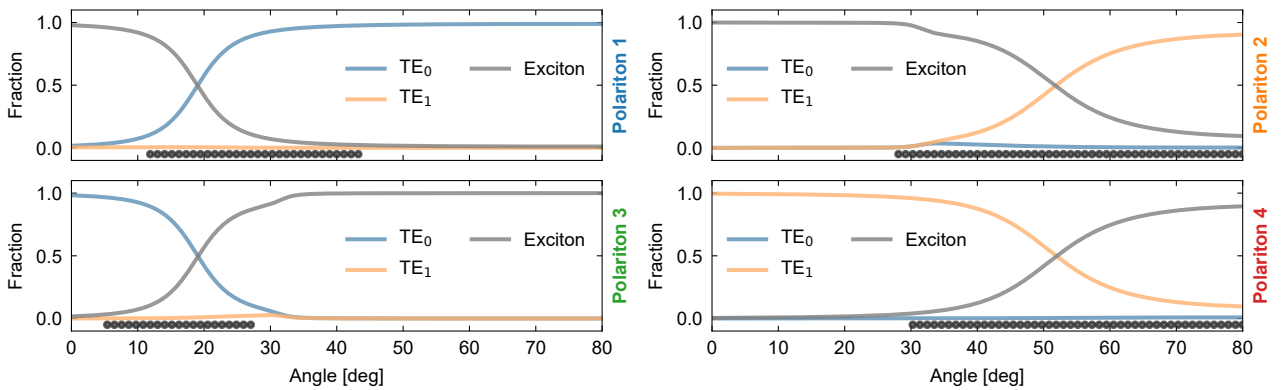 1.0
0.5
0.0
Fraction
TE0
TE1
Exciton
Polariton 1
1.0
0.5
0.0
Fraction
TE0
TE1
Exciton
Polariton 2
1.0
0.5
0.0
Fraction
TE0
TE1
Exciton
Polariton 3
0 10 20 30 40 50 60 70 80
Angle [deg]
1.0
0.5
0.0
Fraction
TE0
TE1
Exciton
Polariton 4
0 10 20 30 40 50 60 70 80
Angle [deg]